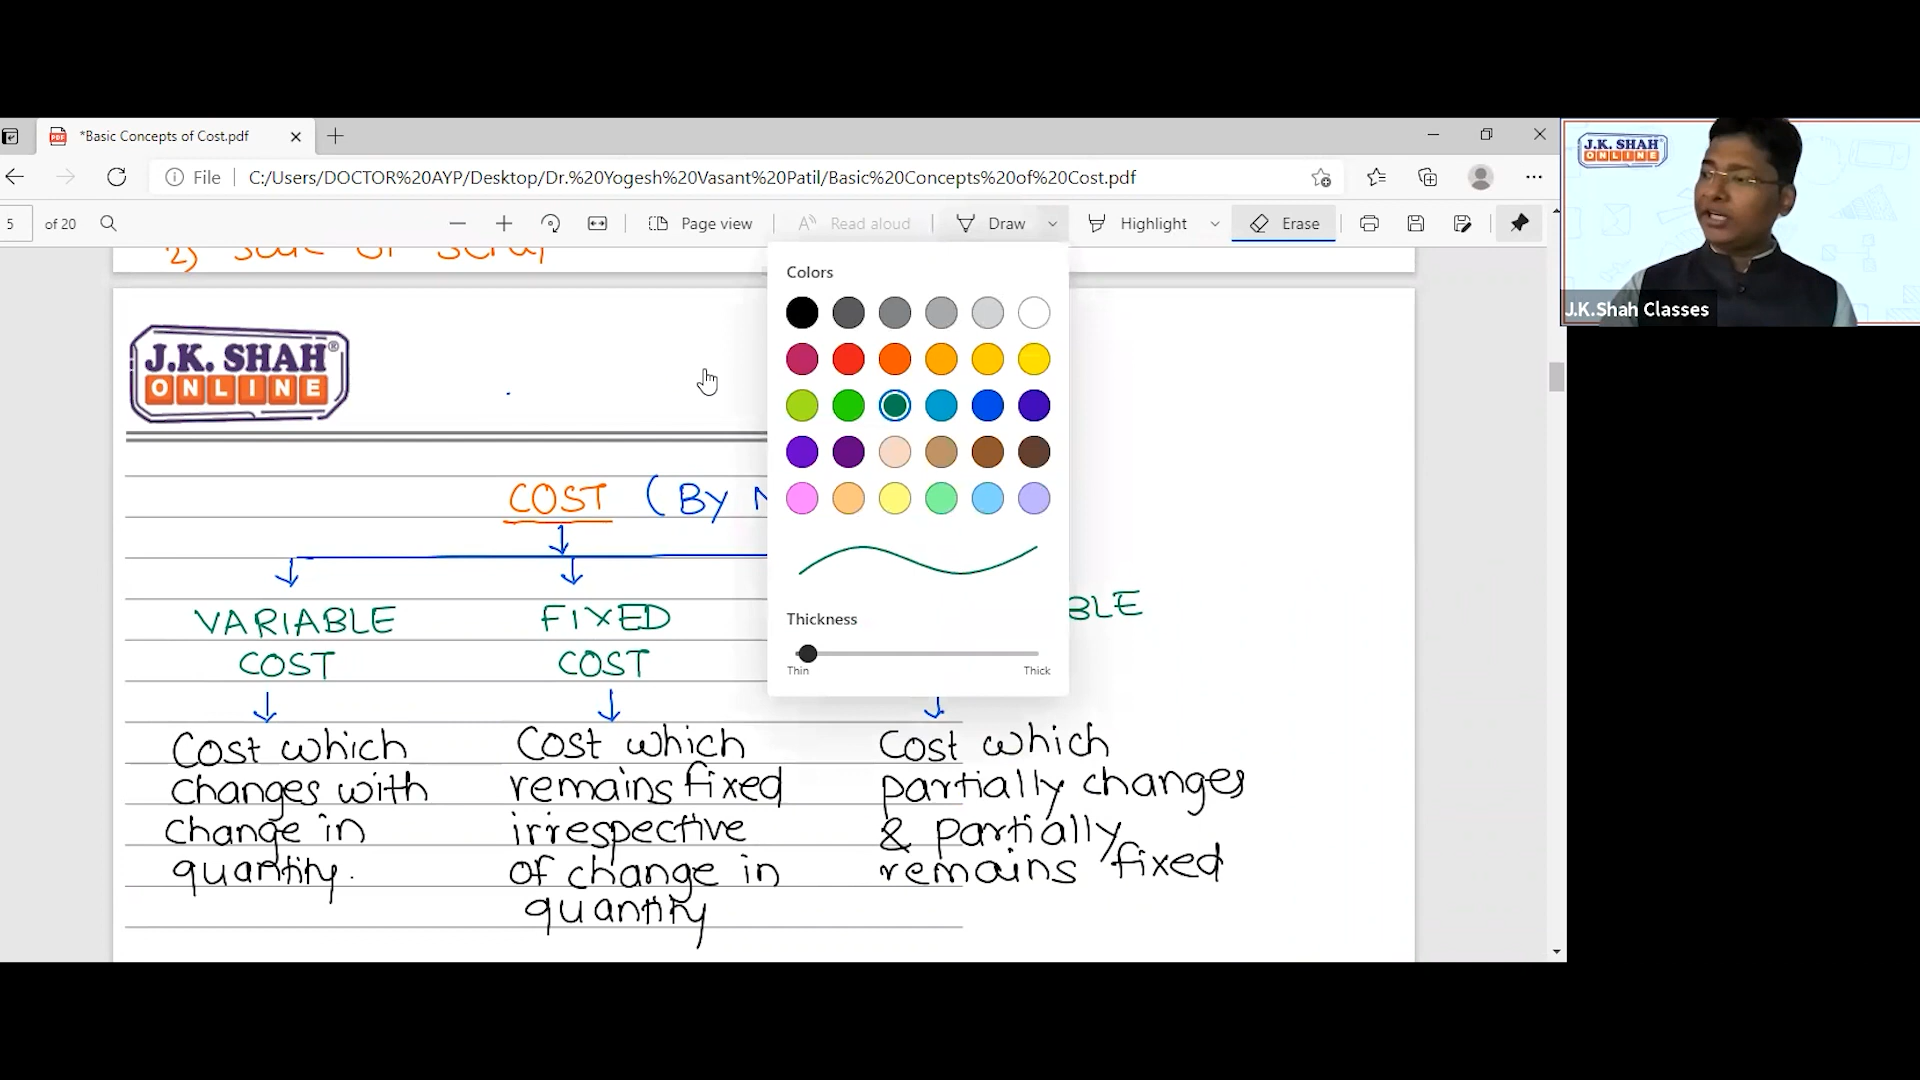 *Basic Concepts of Cost.pdf
File C:/Users/DOCTOR%20AYP/Desktop/Dr.%20Yogesh%20Vasant%20Patil/Basic%20Concepts%20of%20Cost.pdf
5 of 20 Page view Read aloud Draw Highlight Erase
J.K. SHAH
ONLINE
J.K.Shah Classes
2)
Colors
J.K. SHAH®
ONLINE
COST (By
VARIABLE FIXED BLE
COST COST
Thickness
Thin Thick
Cost which Cost which Cost which
changes with remains fixed partially changes
change in irrespective & partially
quantity. of change in remains fixed
quantity